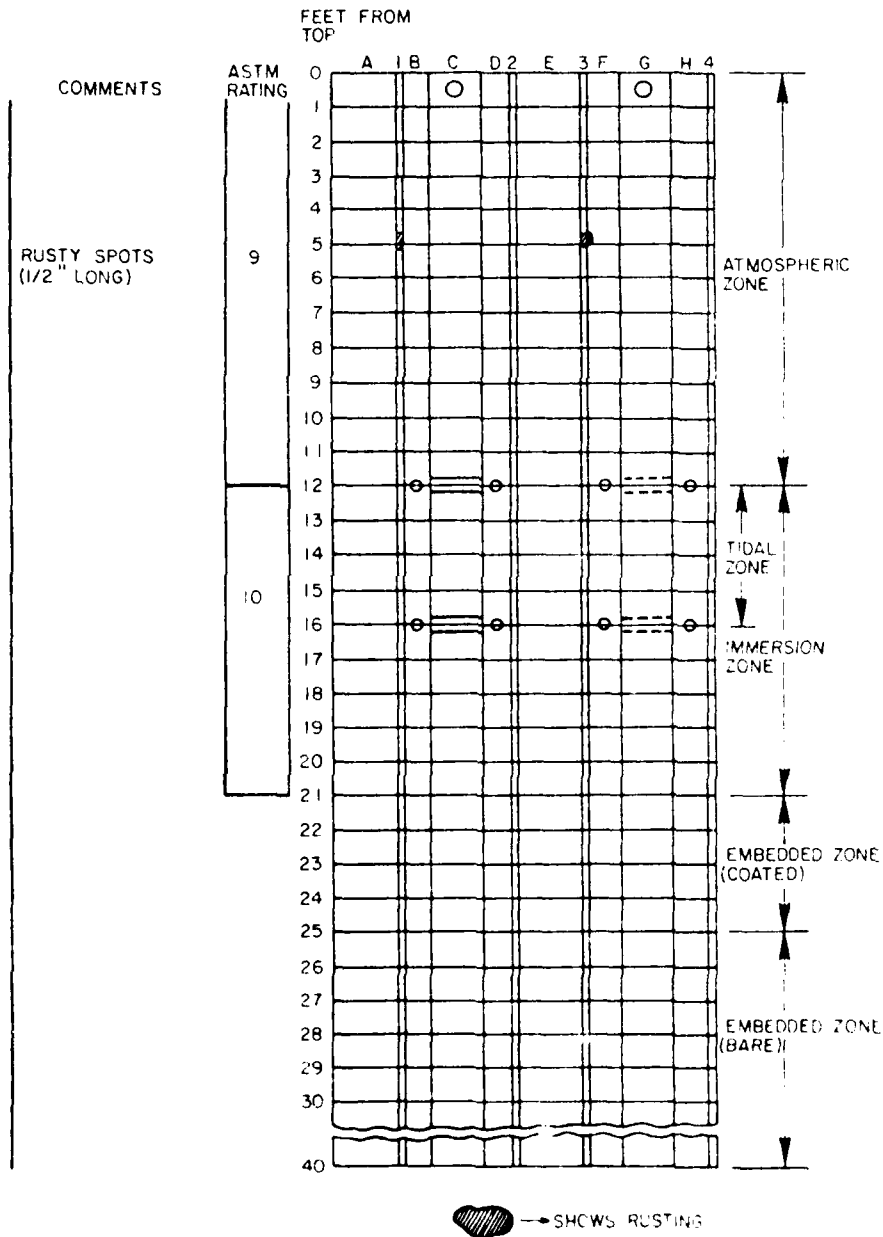 FEET FROM
TOP
COMMENTS
ASTM
RATING
A 1 B C D 2 E 3 F G H 4
0
1
2
3
4
5
6
7
8
9
10
11
12
13
14
15
16
17
18
19
20
21
22
23
24
25
26
27
28
29
30
40
RUSTY SPOTS
(1/2" LONG)
9
10
ATMOSPHERIC
ZONE
TIDAL
ZONE
IMMERSION
ZONE
EMBEDDED ZONE
(COATED)
EMBEDDED ZONE
(BARE)
SHOWS RUSTING